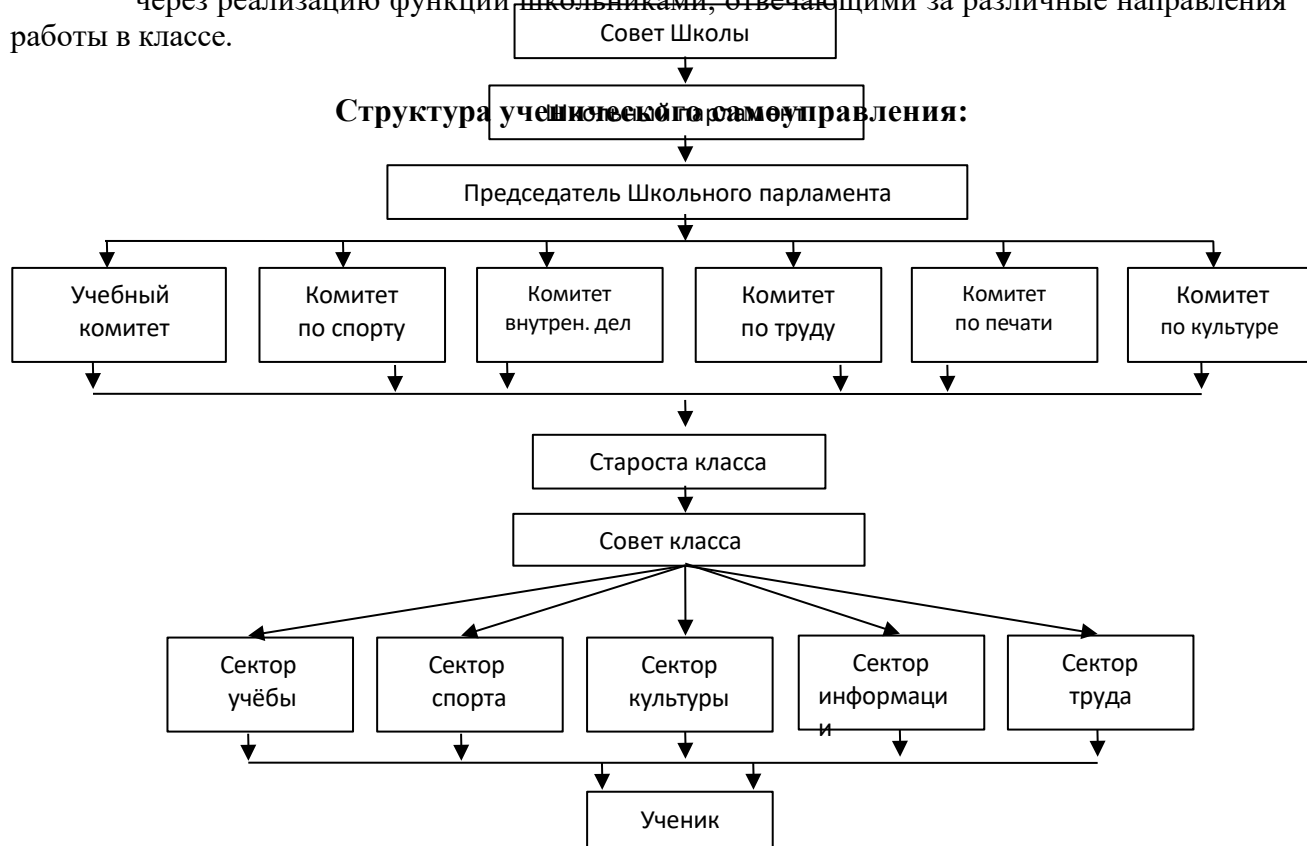 через реализацию функций школьниками, отвечающими за различные направления
работы в классе.
Совет Школы
Структура ученического самоуправления:
Школьный парламент
Председатель Школьного парламента
Учебный
комитет
Комитет
по спорту
Комитет
внутрен. дел
Комитет
по труду
Комитет
по печати
Комитет
по культуре
Староста класса
Совет класса
Сектор
учёбы
Сектор
спорта
Сектор
культуры
Сектор
информаци
и
Сектор
труда
Ученик